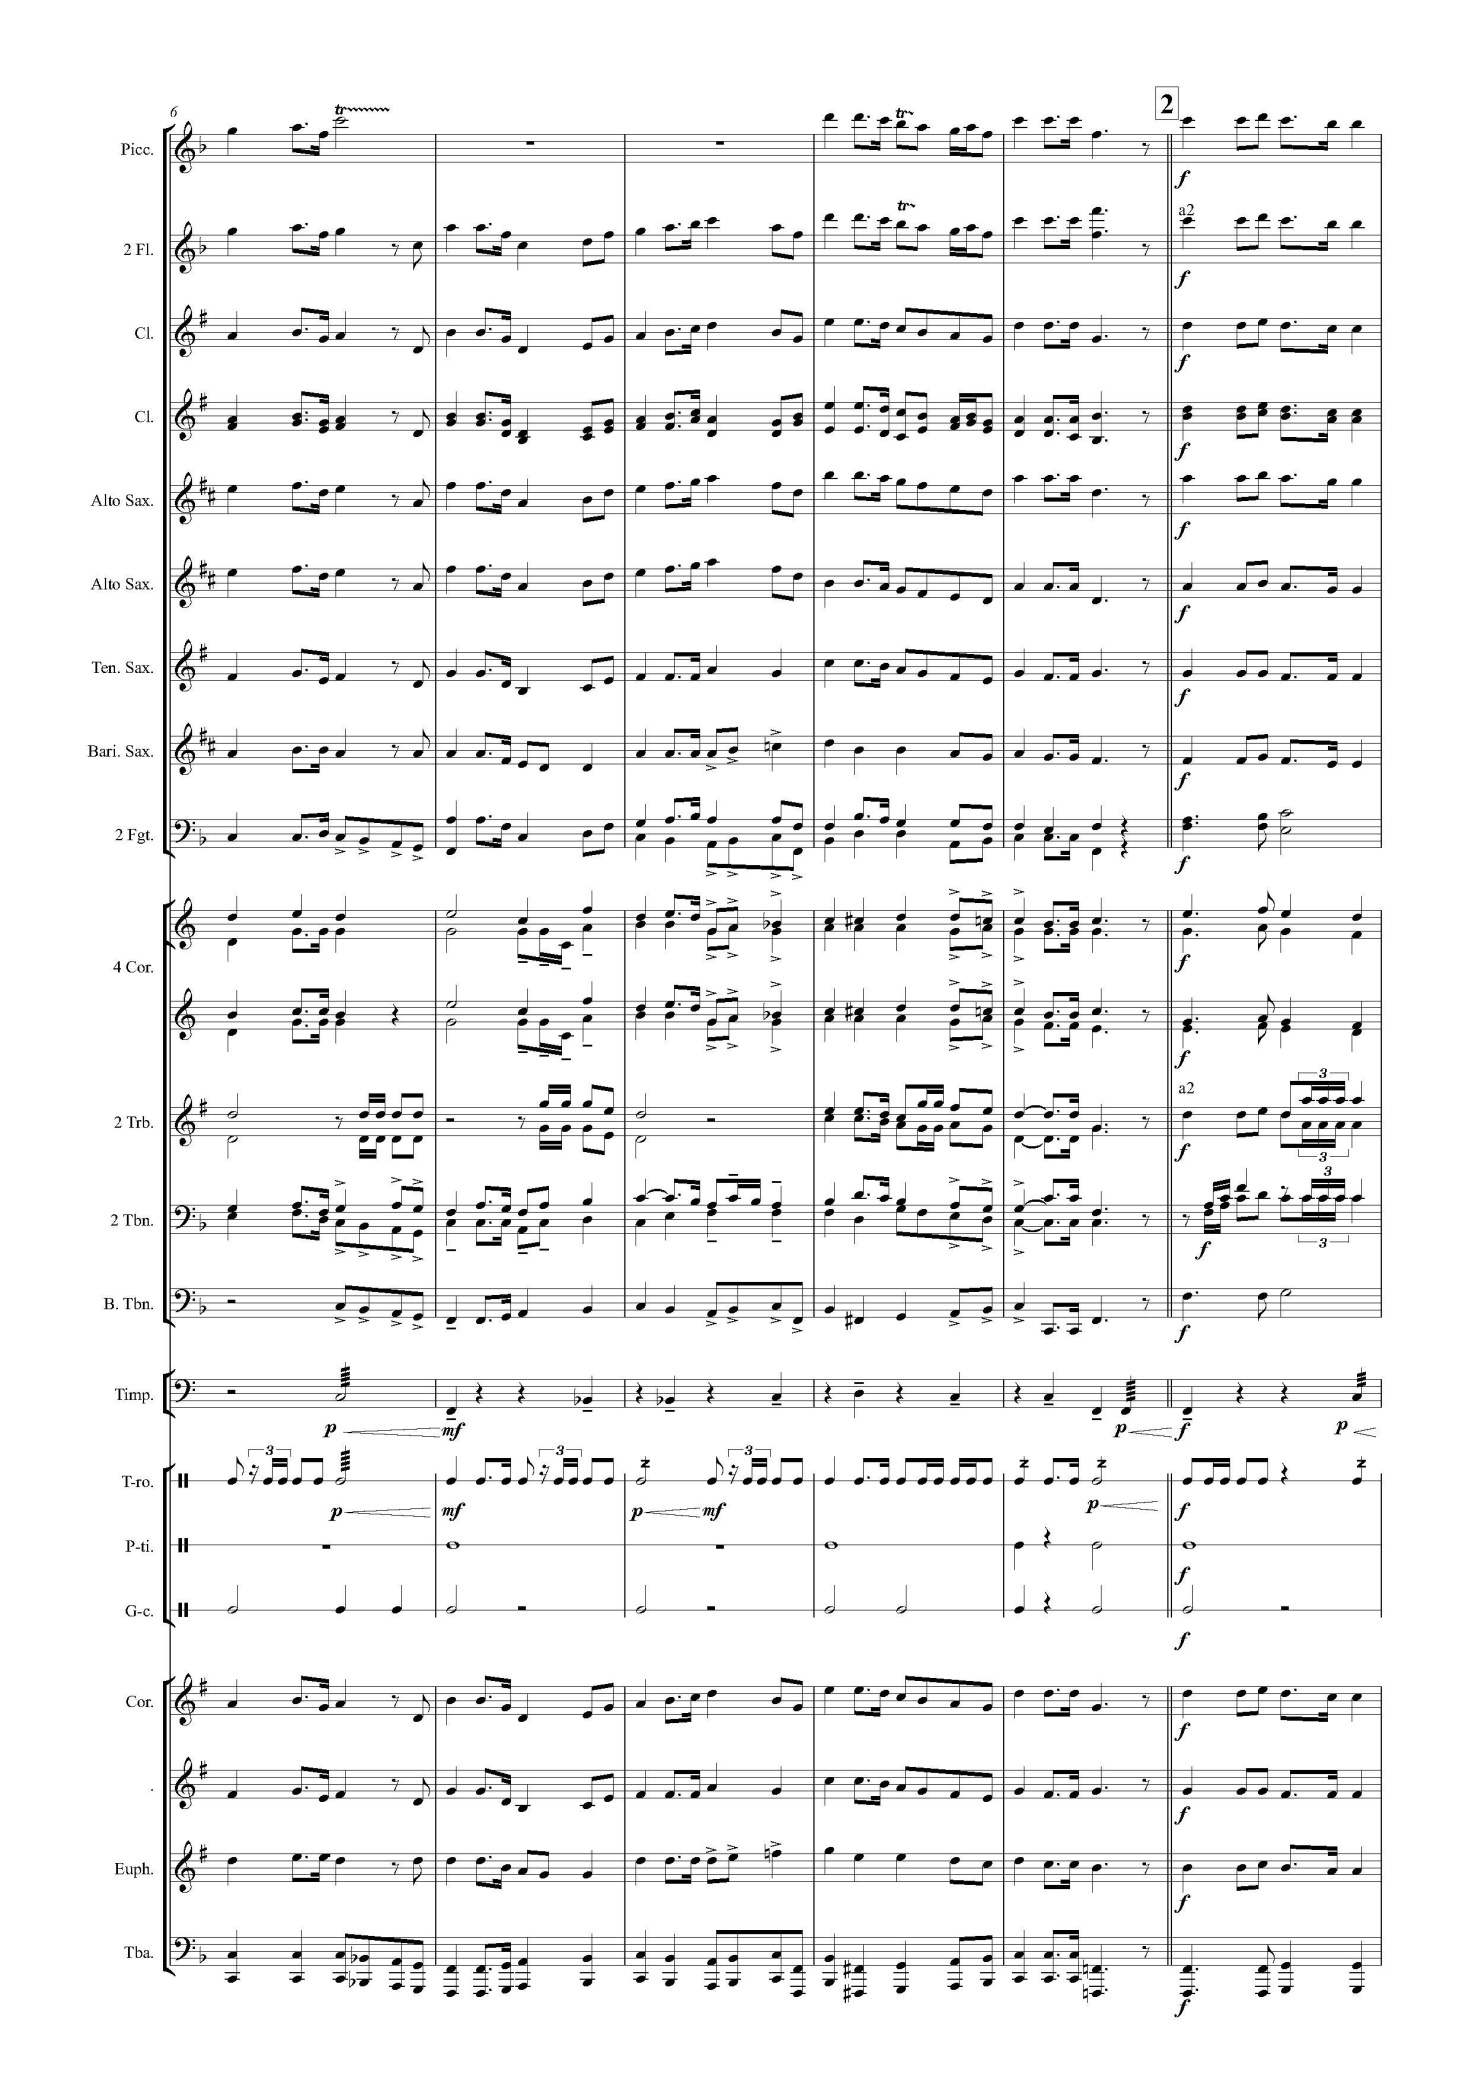 6
tr
2
Picc.
f
a2
tr
2 Fl.
f
Cl.
f
Cl.
f
Alto Sax.
f
Alto Sax.
f
Ten. Sax.
f
Bari. Sax.
f
2 Fgt.
f
4 Cor.
f
f
a2
3
2 Trb.
f
3
3
2 Tbn.
f
3
B. Tbn.
f
Timp.
p mf p f p
3 3 3
T-ro.
p mf p mf p f
P-ti.
f
G-c.
f
Cor.
f
.
f
Euph.
f
Tba.
f